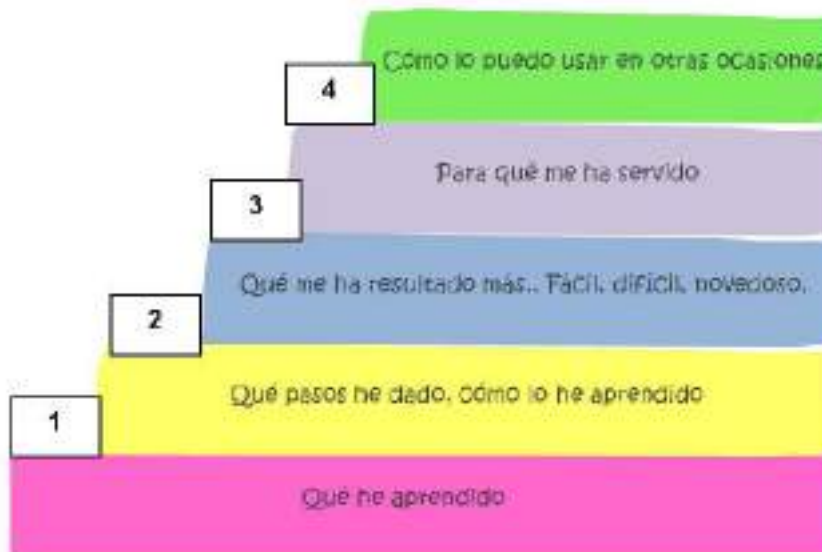 Cómo lo puedo usar en otras ocasiones
4
Para qué me ha servido
3
Qué me ha resultado más.. Fácil, difícil, novedoso.
2
Qué pasos he dado, cómo lo he aprendido
1
Qué he aprendido